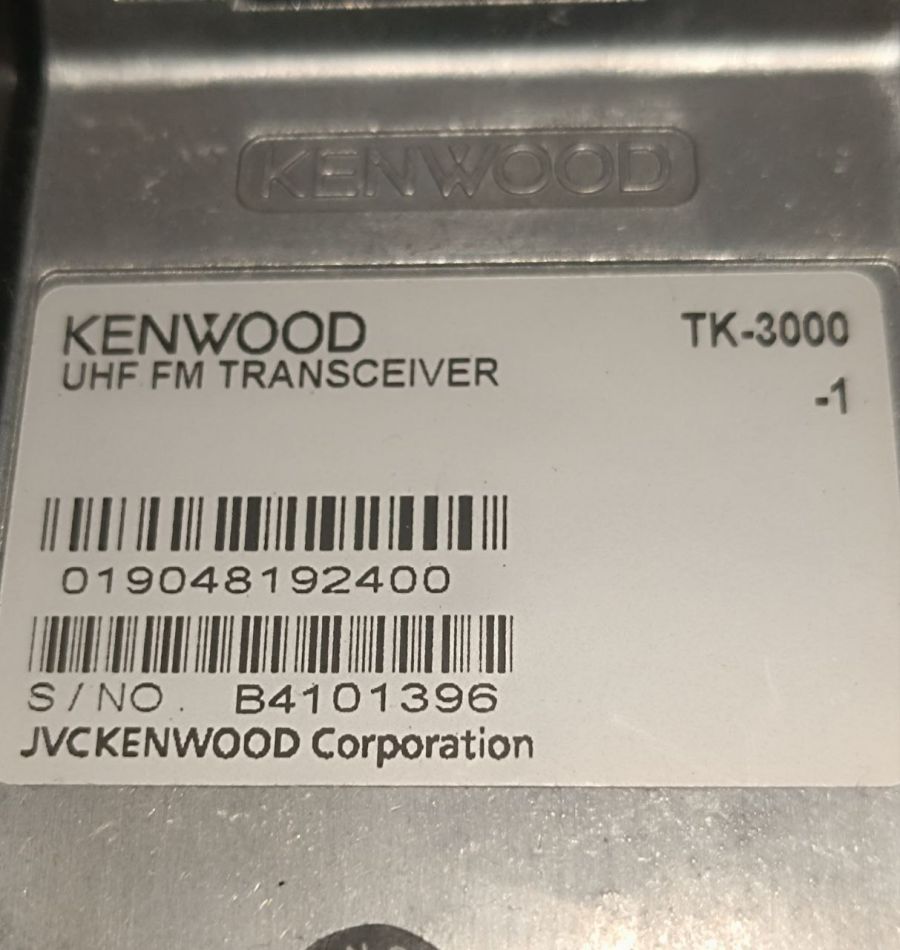 KENWOOD
KENWOOD
TK-3000
UHF FM TRANSCEIVER
-1
019048192400
S/NO. B4101396
JVCKENWOOD Corporation